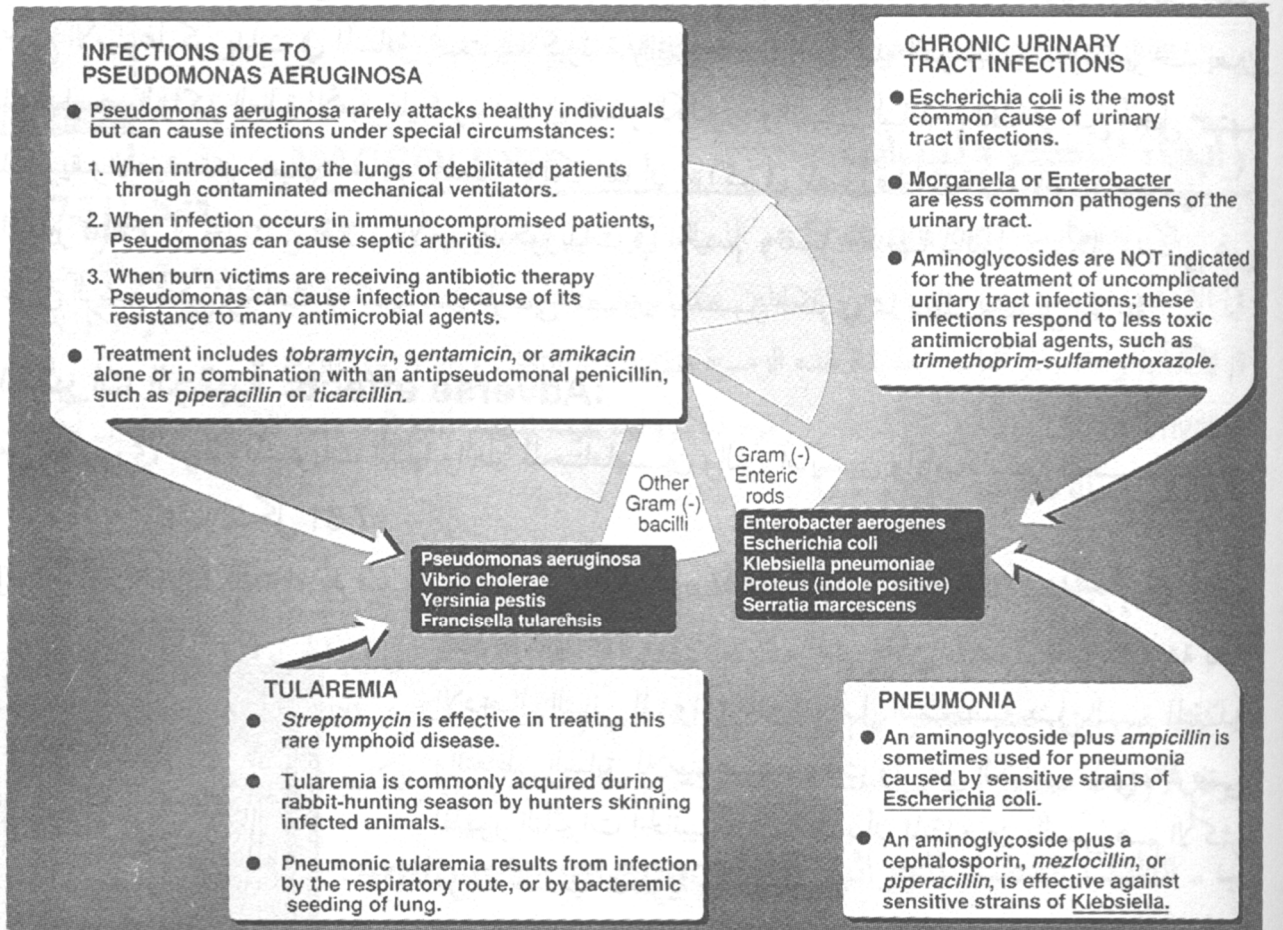 INFECTIONS DUE TO
PSEUDOMONAS AERUGINOSA
● Pseudomonas aeruginosa rarely attacks healthy individuals
but can cause infections under special circumstances:
1. When introduced into the lungs of debilitated patients
through contaminated mechanical ventilators.
2. When infection occurs in immunocompromised patients,
Pseudomonas can cause septic arthritis.
3. When burn victims are receiving antibiotic therapy
Pseudomonas can cause infection because of its
resistance to many antimicrobial agents.
● Treatment includes tobramycin, gentamicin, or amikacin
alone or in combination with an antipseudomonal penicillin,
such as piperacillin or ticarcillin.
CHRONIC URINARY
TRACT INFECTIONS
● Escherichia coli is the most
common cause of urinary
tract infections.
● Morganella or Enterobacter
are less common pathogens of the
urinary tract.
● Aminoglycosides are NOT indicated
for the treatment of uncomplicated
urinary tract infections; these
infections respond to less toxic
antimicrobial agents, such as
trimethoprim-sulfamethoxazole.
Other
Gram (-)
bacilli
Gram (-)
Enteric
rods
Pseudomonas aeruginosa
Vibrio cholerae
Yersinia pestis
Francisella tularehsis
Enterobacter aerogenes
Escherichia coli
Klebsiella pneumoniae
Proteus (indole positive)
Serratia marcescens
TULAREMIA
● Streptomycin is effective in treating this
rare lymphoid disease.
● Tularemia is commonly acquired during
rabbit-hunting season by hunters skinning
infected animals.
● Pneumonic tularemia results from infection
by the respiratory route, or by bacteremic
seeding of lung.
PNEUMONIA
● An aminoglycoside plus ampicillin is
sometimes used for pneumonia
caused by sensitive strains of
Escherichia coli.
● An aminoglycoside plus a
cephalosporin, mezlocillin, or
piperacillin, is effective against
sensitive strains of Klebsiella.